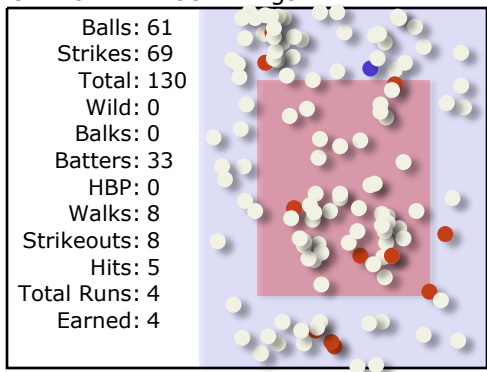 Balls: 61
Strikes: 69
Total: 130
Wild: 0
Balks: 0
Batters: 33
HBP: 0
Walks: 8
Strikeouts: 8
Hits: 5
Total Runs: 4
Earned: 4